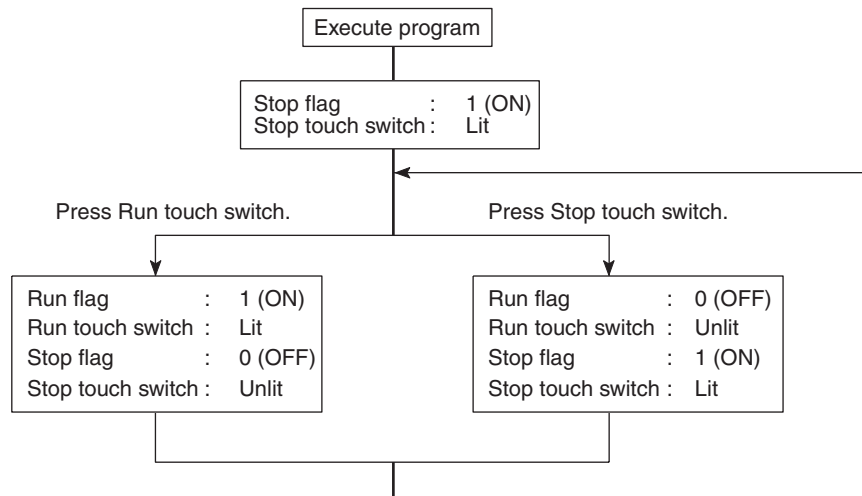 Execute program
Stop flag : 1 (ON)
Stop touch switch : Lit
Press Run touch switch.
Press Stop touch switch.
Run flag : 1 (ON)
Run touch switch : Lit
Stop flag : 0 (OFF)
Stop touch switch : Unlit
Run flag : 0 (OFF)
Run touch switch : Unlit
Stop flag : 1 (ON)
Stop touch switch : Lit